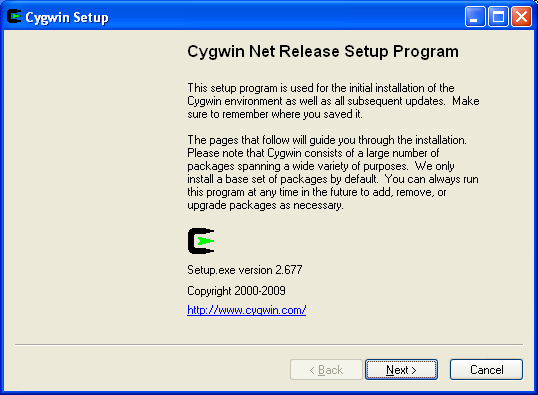 Cygwin Setup
Cygwin Net Release Setup Program
This setup program is used for the initial installation of the
Cygwin environment as well as all subsequent updates.  Make
sure to remember where you saved it.
The pages that follow will guide you through the installation.
Please note that Cygwin consists of a large number of
packages spanning a wide variety of purposes.  We only
install a base set of packages by default.  You can always run
this program at any time in the future to add, remove, or
upgrade packages as necessary.
Setup.exe version 2.677
Copyright 2000-2009
http://www.cygwin.com/
< Back Next > Cancel